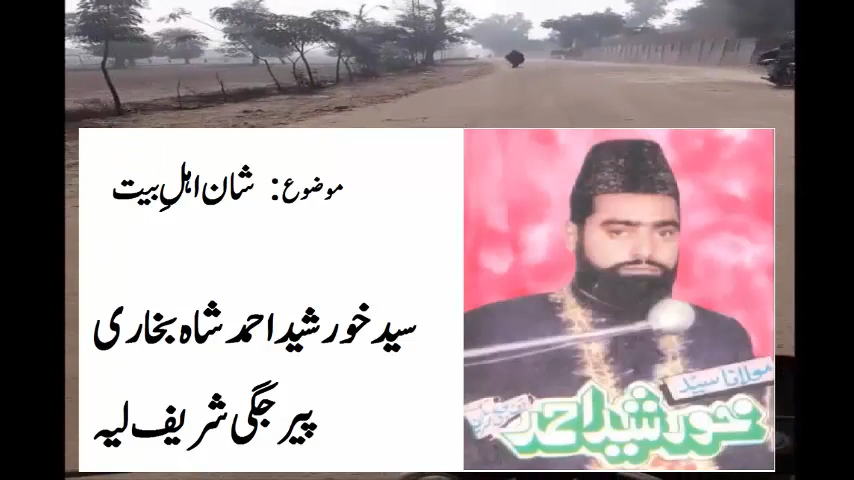 موضوع: شان اہلِ بیت
سید خورشید احمد شاہ بخاری
پیر جگی شریف لیہ
مولانا سید
خورشید احمد